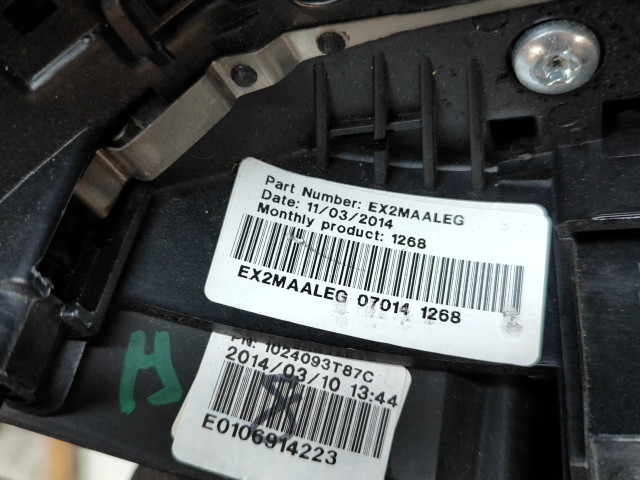 Part Number: EX2MAALEG
Date: 11/03/2014
Monthly product: 1268
EX2MAALEG 07014 1268
PN: 1024093T87C
2014/03/10 13:44
E0106914223
H